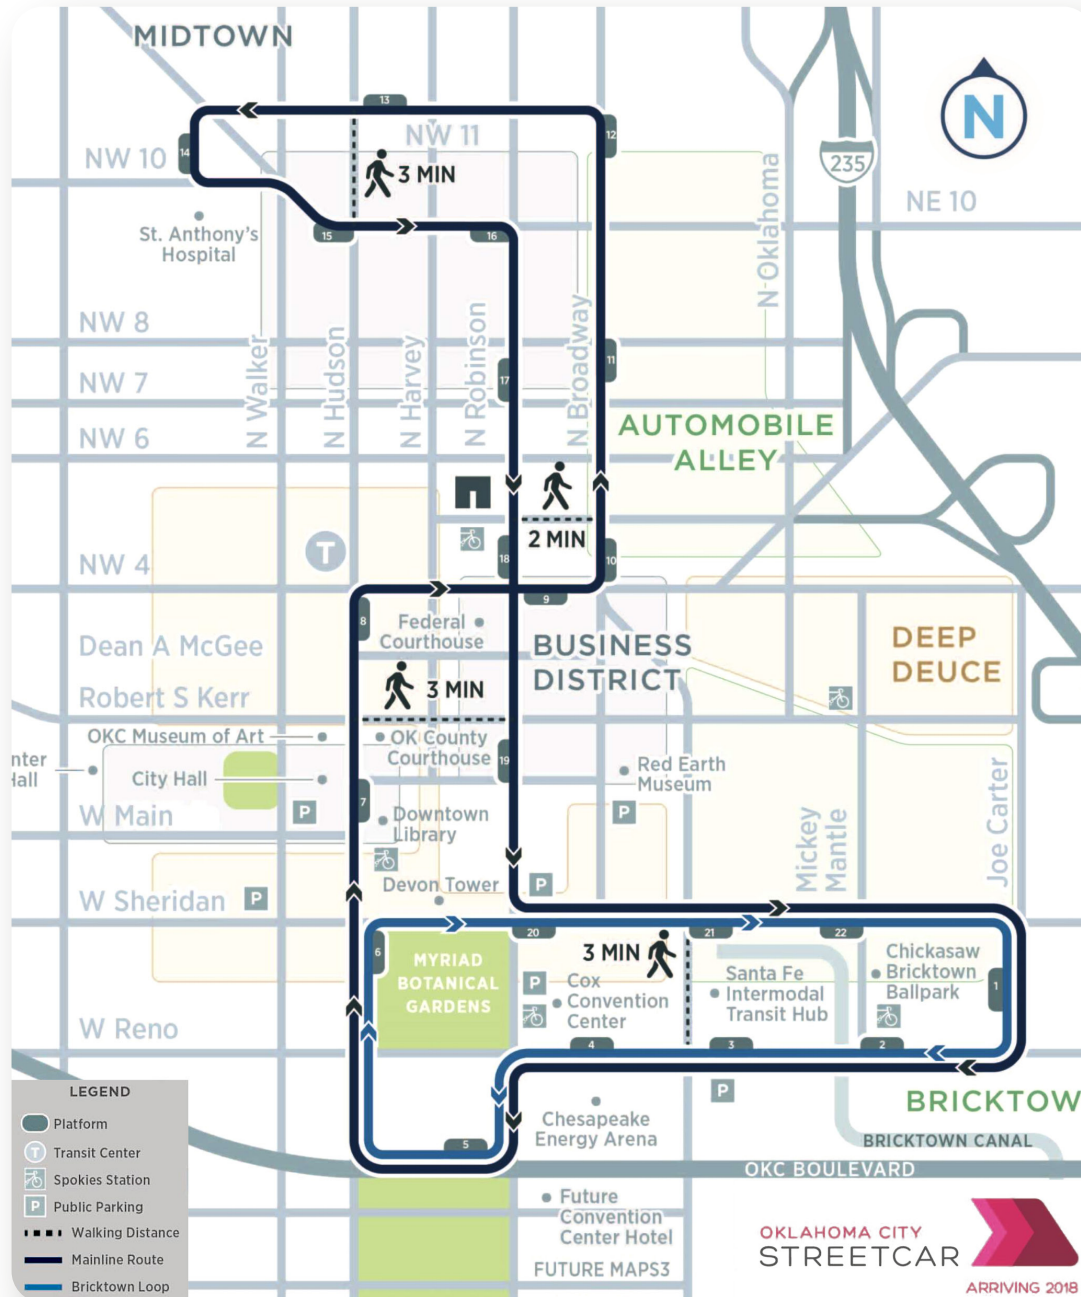 MIDTOWN
N
13
NW 11
12
NW 10
14
3 MIN
235
NE 10
N Oklahoma
St. Anthony's
Hospital
15
16
NW 8
N Walker
N Hudson
N Harvey
N Robinson
N Broadway
11
NW 7
17
NW 6
AUTOMOBILE
ALLEY
2 MIN
T
NW 4
18
10
9
8
Federal
Courthouse
Dean A McGee
BUSINESS
DISTRICT
DEEP
DEUCE
Robert S Kerr
3 MIN
OKC Museum of Art
OK County
Courthouse
19
nter
Hall
City Hall
Red Earth
Museum
W Main
P
7
Downtown
Library
P
Mickey
Mantle
Joe Carter
W Sheridan
P
Devon Tower
P
20
21
22
6
MYRIAD
BOTANICAL
GARDENS
3 MIN
P
Cox
Convention
Center
Santa Fe
Intermodal
Transit Hub
Chickasaw
Bricktown
Ballpark
1
W Reno
4
3
2
P
BRICKTOW
Chesapeake
Energy Arena
BRICKTOWN CANAL
5
OKC BOULEVARD
Future
Convention
Center Hotel
FUTURE MAPS3
LEGEND
Platform
T Transit Center
Spokies Station
P Public Parking
Walking Distance
Mainline Route
Bricktown Loop
OKLAHOMA CITY
STREETCAR
ARRIVING 2018